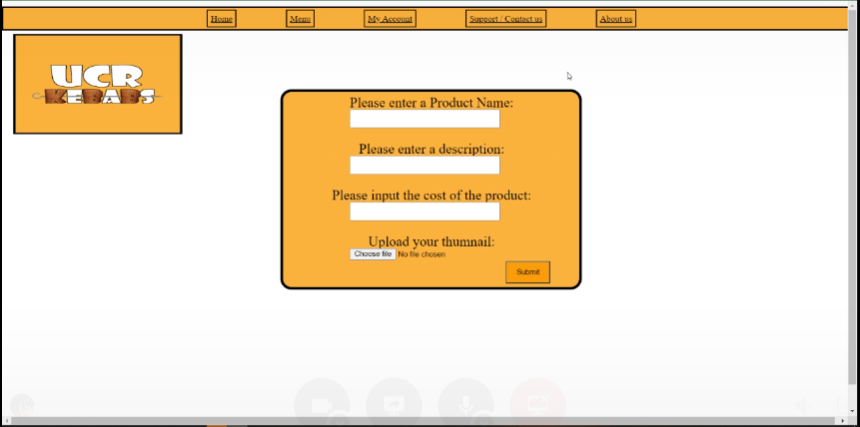 Home
Menu
My Account
Support / Contact us
About us
UCR
KEBABS
Please enter a Product Name:
Please enter a description:
Please input the cost of the product:
Upload your thumnail:
Choose file No file chosen
Submit